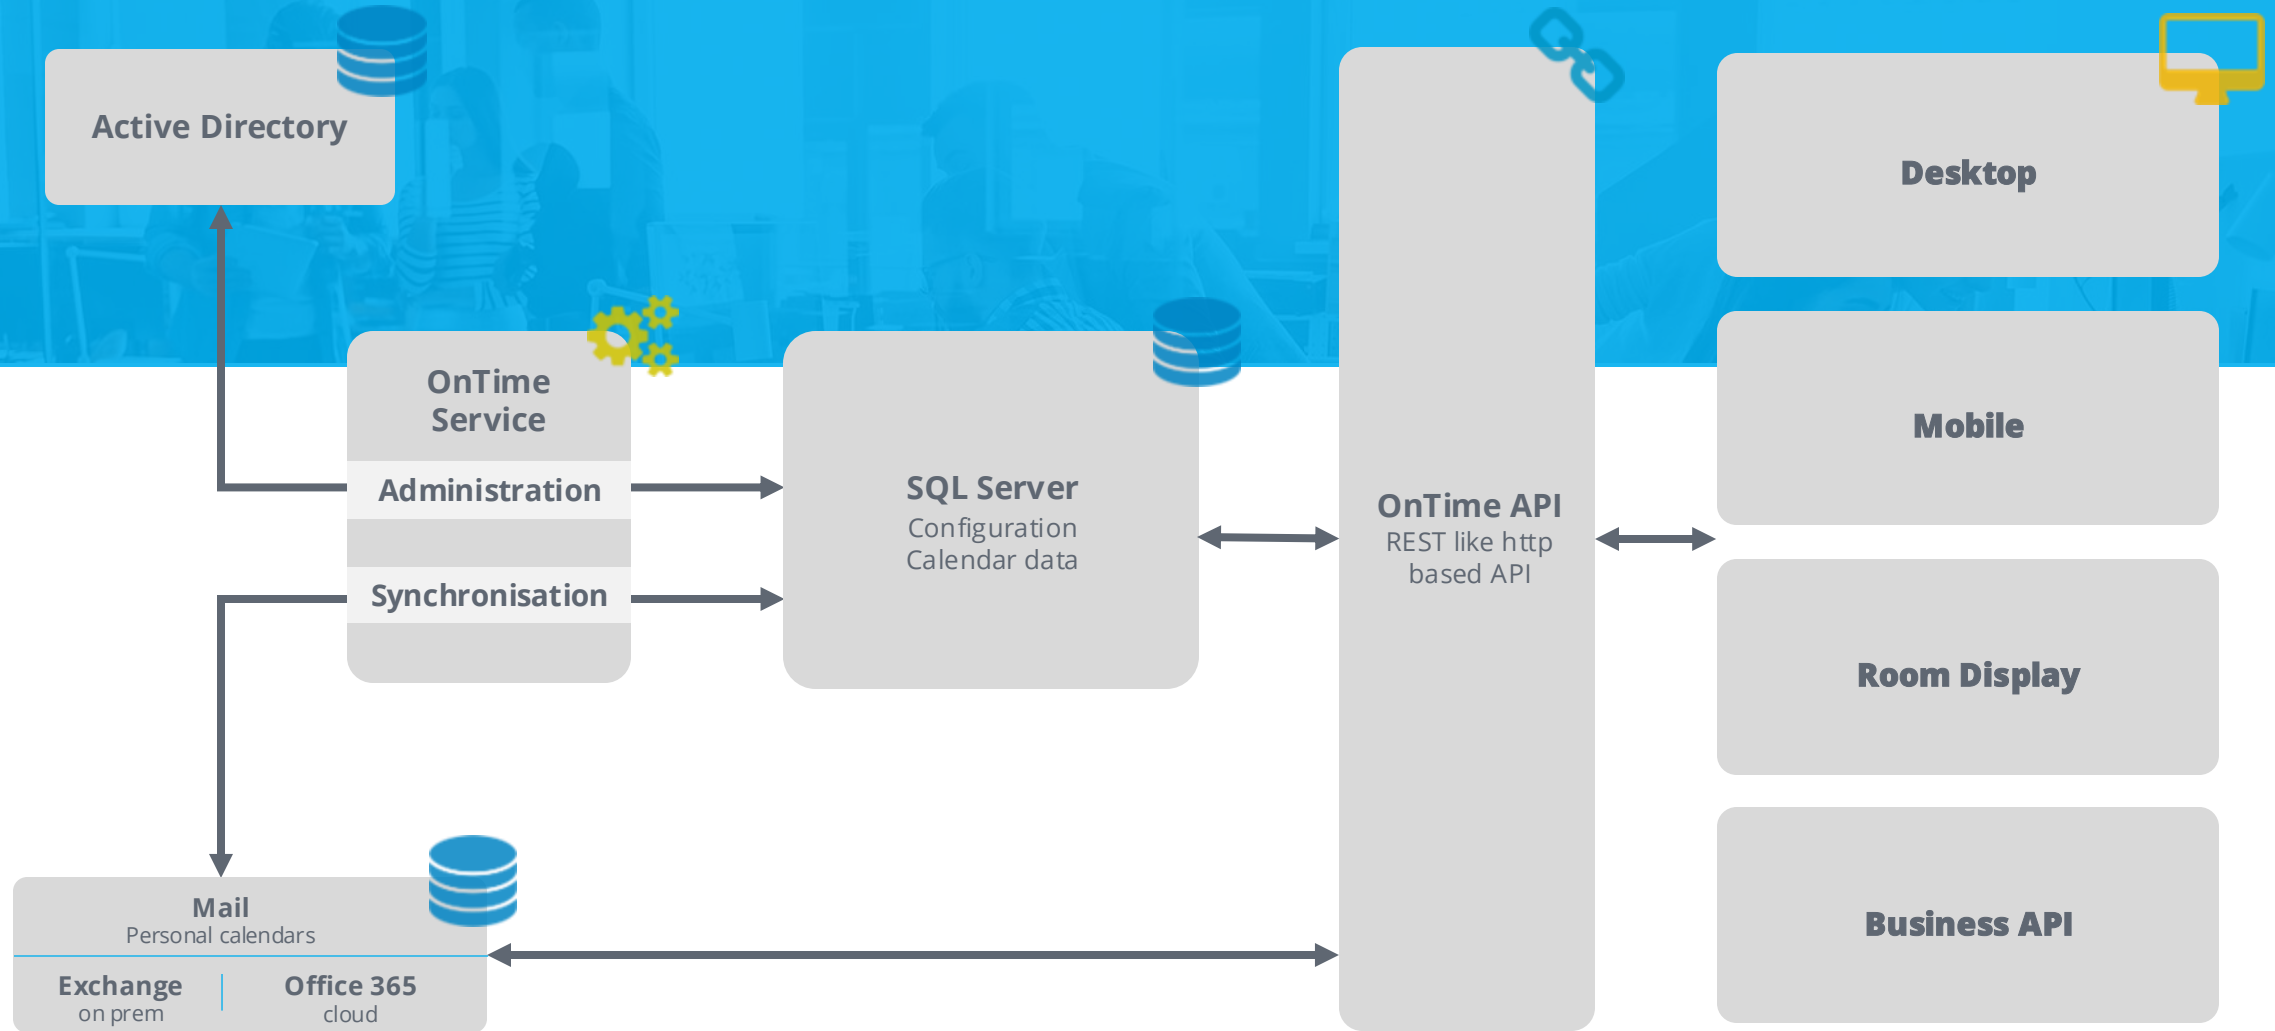 Active Directory
OnTime
Service
Administration
Synchronisation
SQL Server
Configuration
Calendar data
OnTime API
REST like http
based API
Desktop
Mobile
Room Display
Business API
Mail
Personal calendars
Exchange
on prem
Office 365
cloud